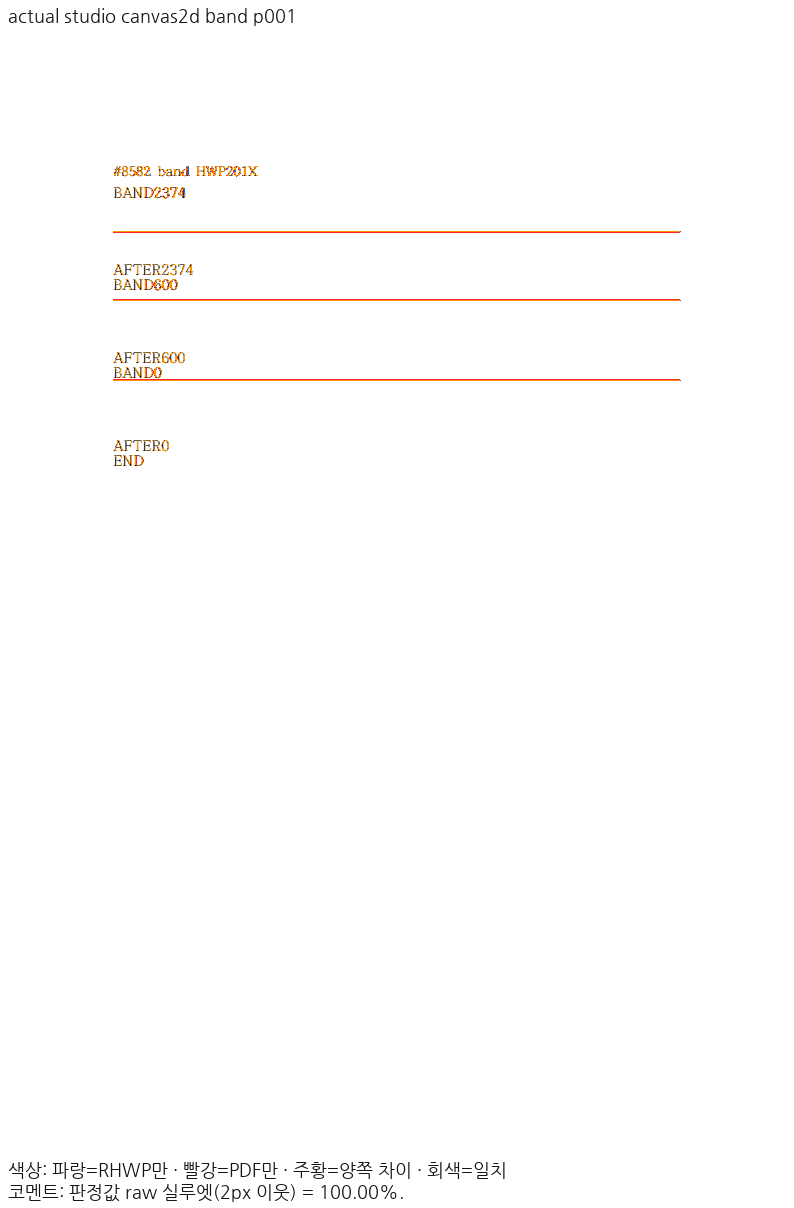 actual studio canvas2d band p001
#8582 band HWP201X
BAND2374
AFTER2374
BAND600
AFTER600
BAND0
AFTER0
END
색상: 파랑=RHWP만 · 빨강=PDF만 · 주황=양쪽 차이 · 회색=일치
코멘트: 판정값 raw 실루엣(2px 이웃) = 100.00%.